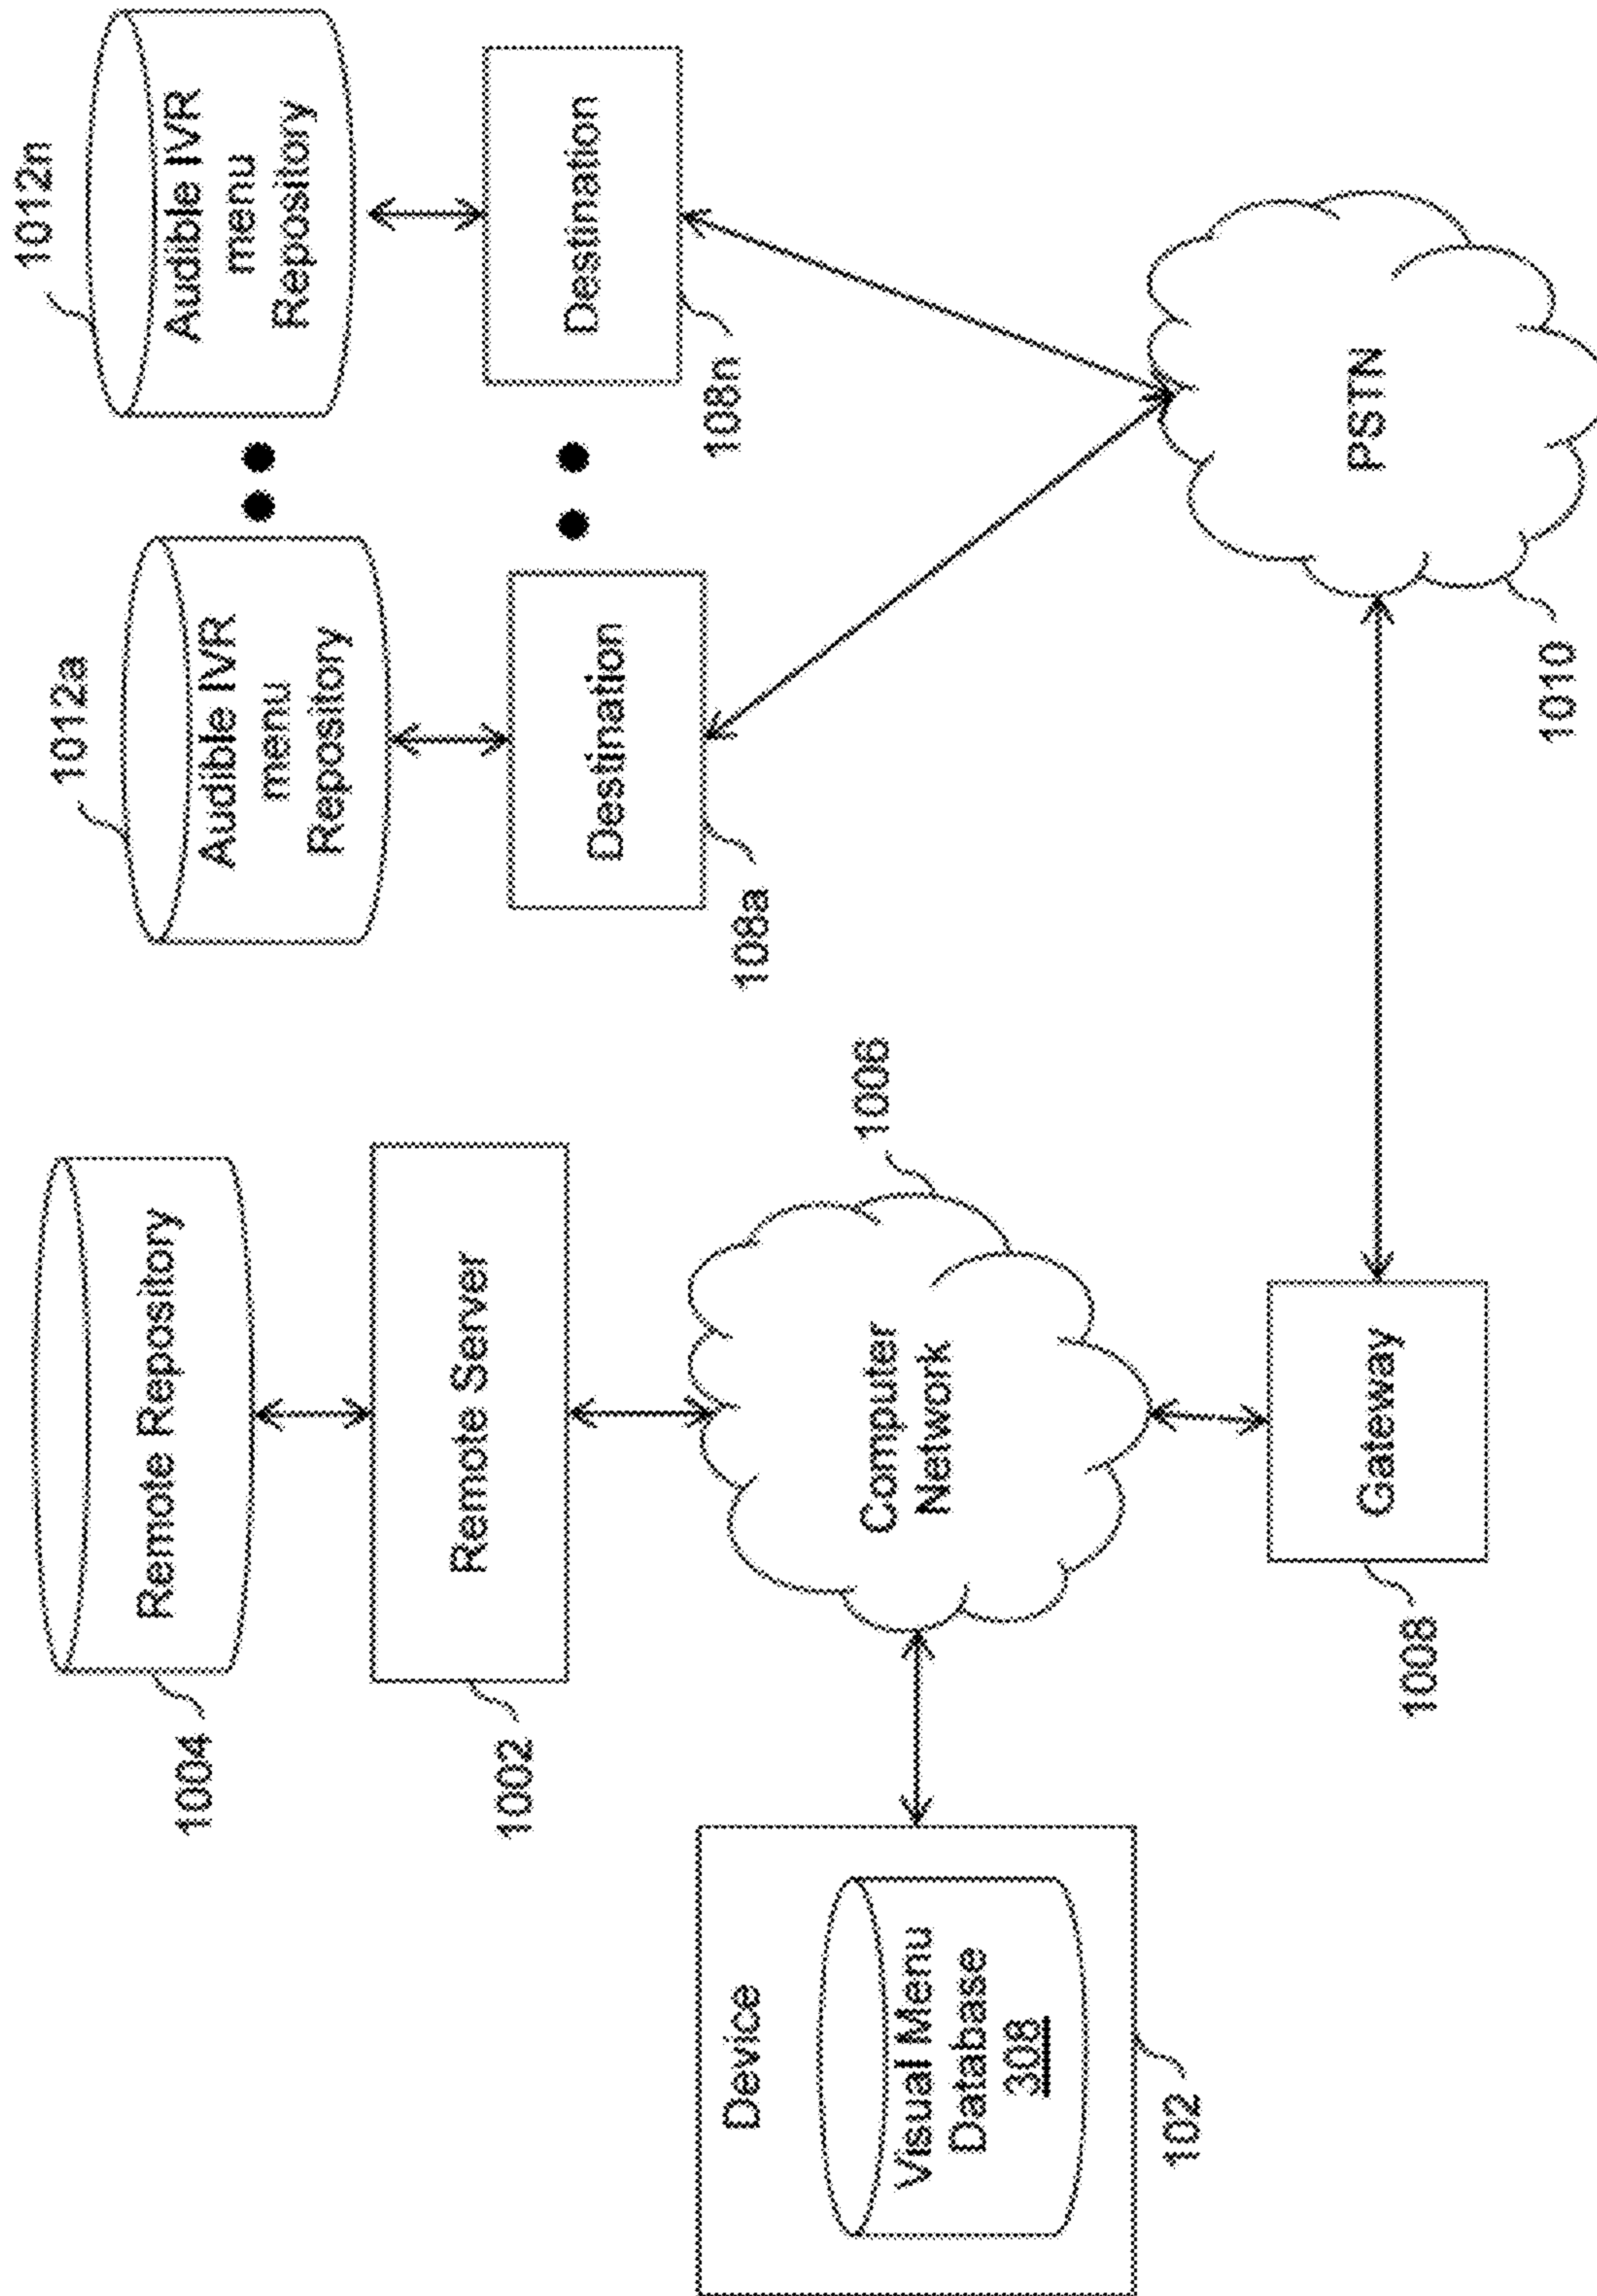 1004
Remote Repository
1002
Remote Server
Device
Visual Menu
Database
308
102
Computer
Network
1006
Gateway
1008
1012a
Audible IVR
menu
Repository
Destination
108a
1012n
Audible IVR
menu
Repository
Destination
108n
PSTN
1010